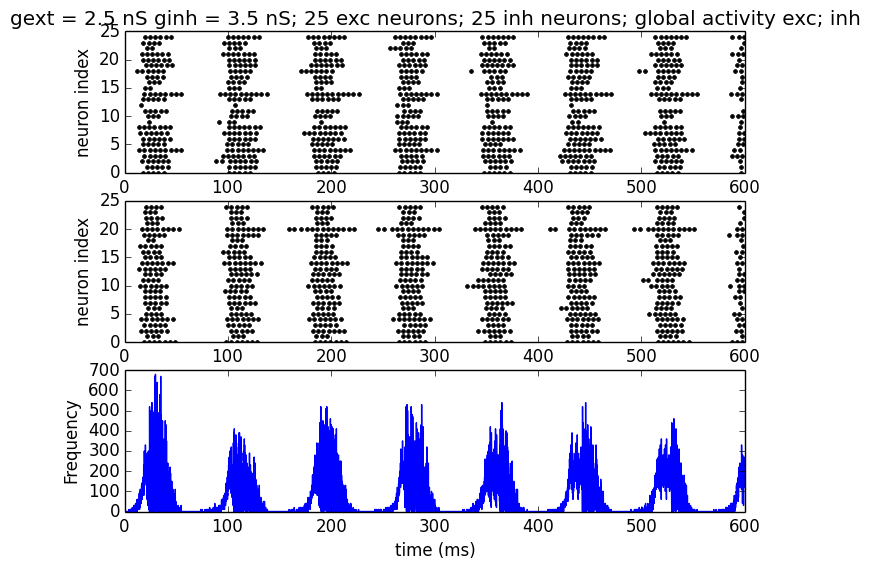 gext = 2.5 nS ginh = 3.5 nS; 25 exc neurons; 25 inh neurons; global activity exc; inh
25
20
15
10
5
0
neuron index
0 100 200 300 400 500 600
25
20
15
10
5
0
neuron index
0 100 200 300 400 500 600
700
600
500
400
300
200
100
0
Frequency
0 100 200 300 400 500 600
time (ms)